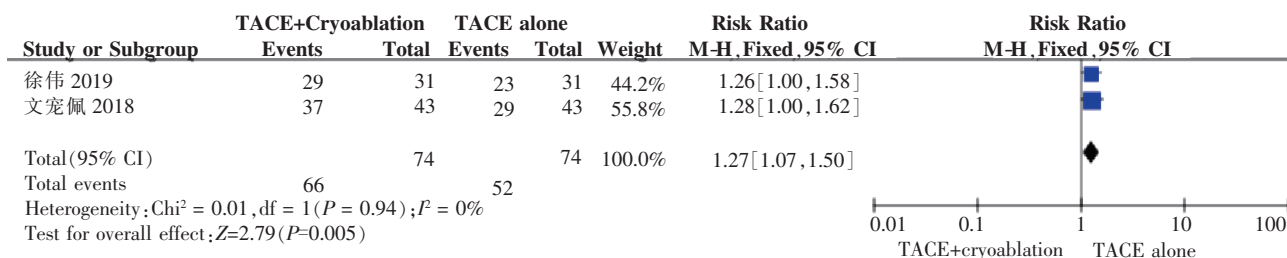 TACE+Cryoablation TACE alone Risk Ratio Risk Ratio
Study or Subgroup Events Total Events Total Weight M-H,Fixed,95% CI M-H,Fixed,95% CI
徐伟 2019 29 31 23 31 44.2% 1.26[1.00,1.58]
文宠佩 2018 37 43 29 43 55.8% 1.28[1.00,1.62]
Total(95% CI) 74 74 100.0% 1.27[1.07,1.50]
Total events 66 52
Heterogeneity:Chi² = 0.01,df = 1(P = 0.94);I² = 0%
Test for overall effect:Z=2.79(P=0.005)
0.01 0.1 1 10 100
TACE+cryoablation TACE alone